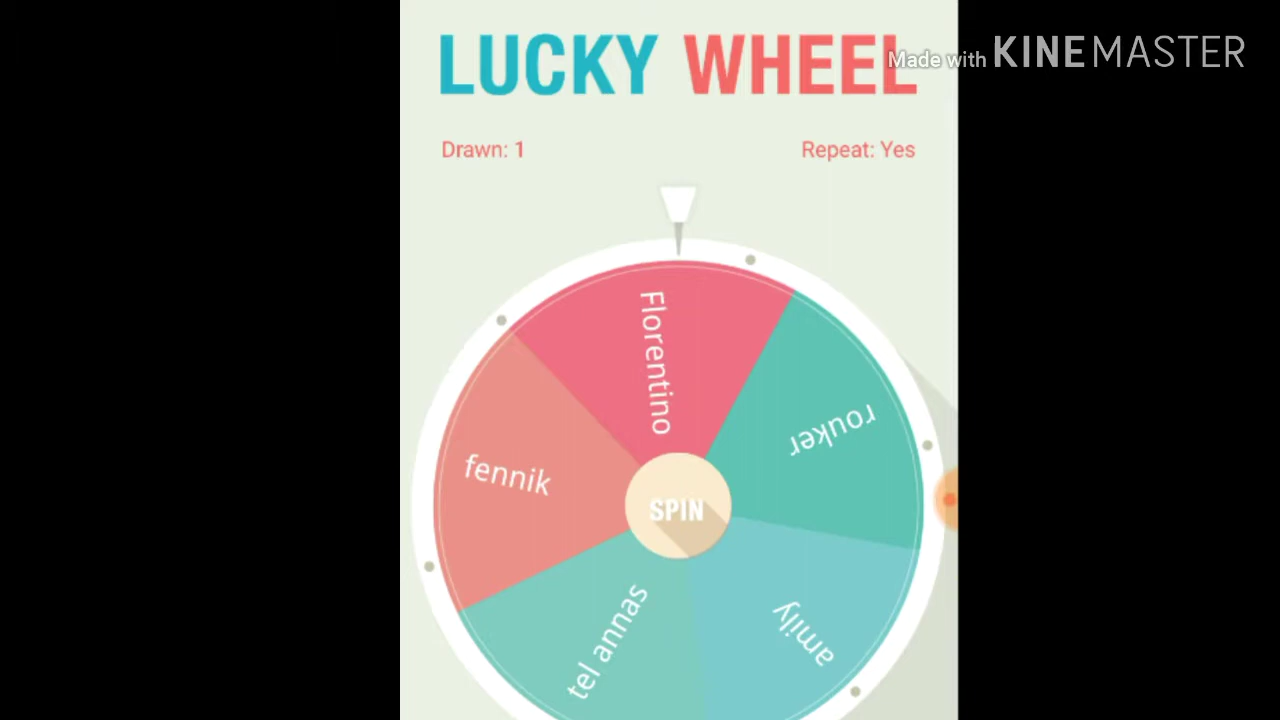 LUCKY WHEEL
Made with KINEMASTER
Drawn: 1
Repeat: Yes
Florentino
rouker
fennik
SPIN
tel annas
amily